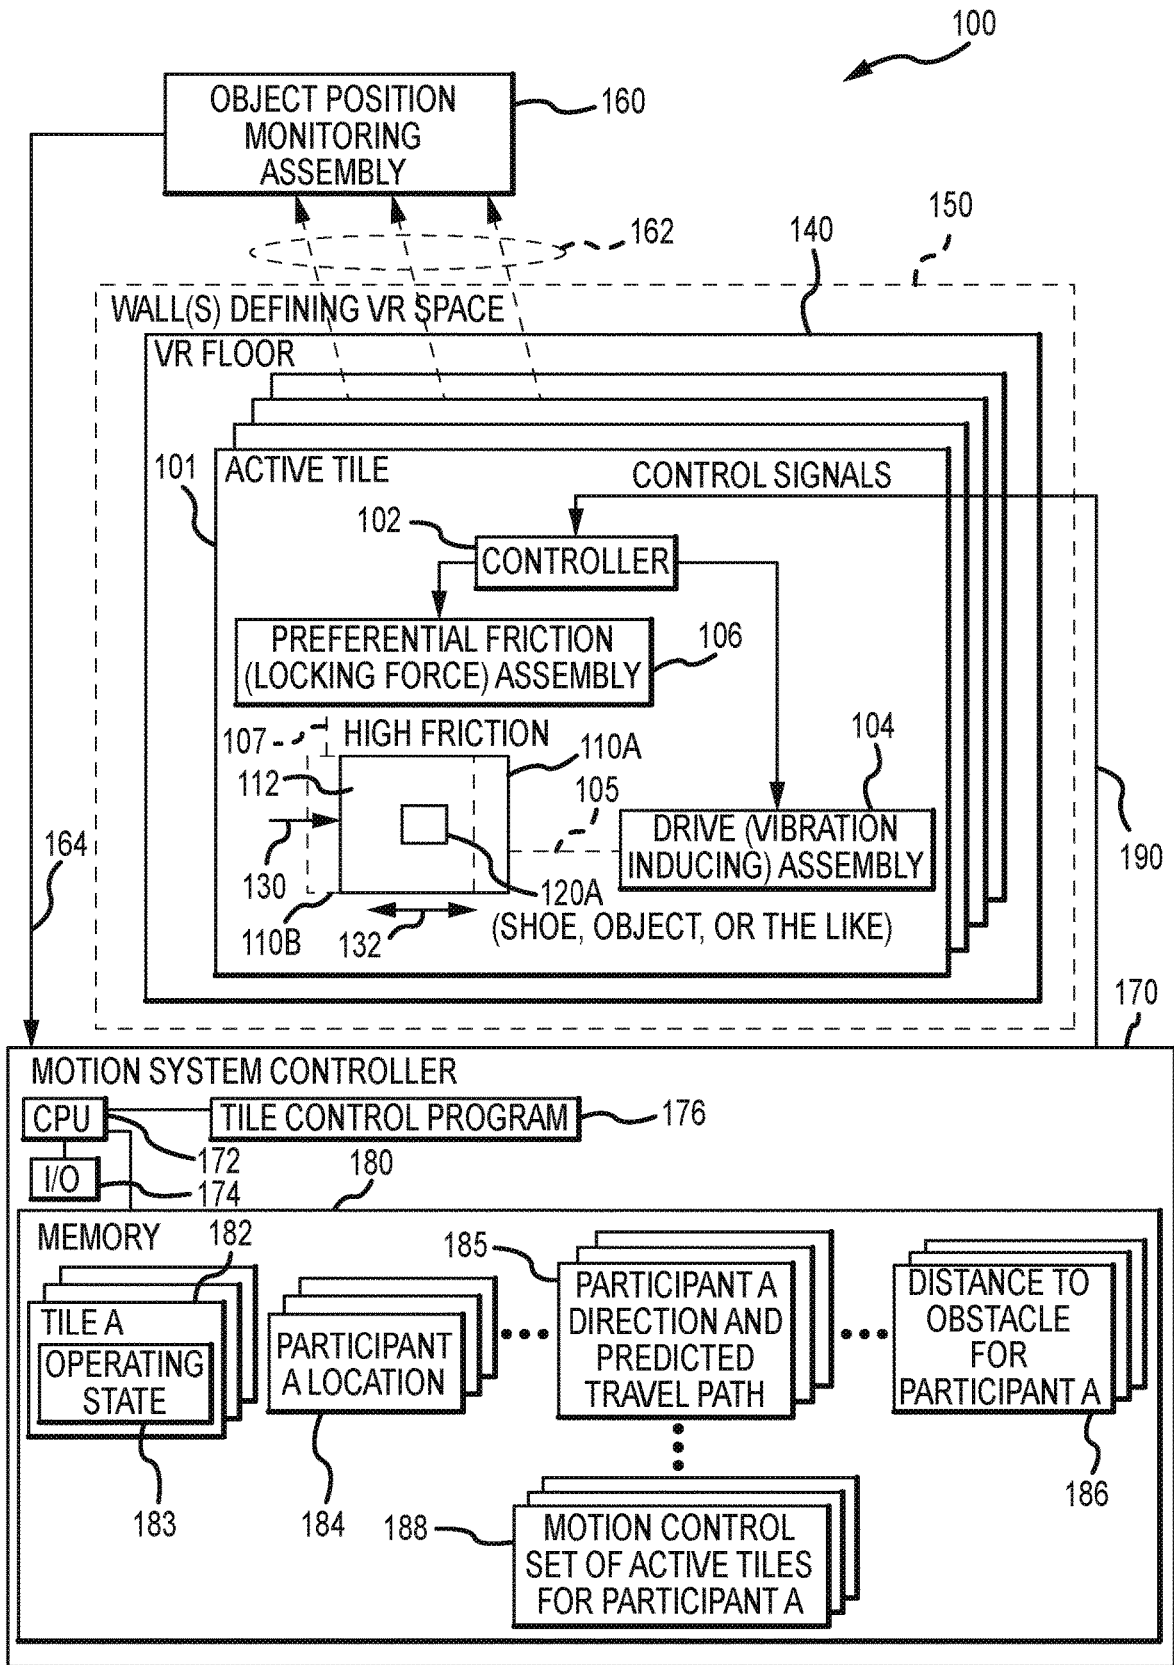 100
OBJECT POSITION
MONITORING
ASSEMBLY
160
162
150
140
WALL(S) DEFINING VR SPACE
VR FLOOR
101
ACTIVE TILE
CONTROL SIGNALS
102
CONTROLLER
PREFERENTIAL FRICTION
(LOCKING FORCE) ASSEMBLY
106
107
HIGH FRICTION
110A
104
112
105
DRIVE (VIBRATION
INDUCING) ASSEMBLY
164
130
190
120A
110B
132
(SHOE, OBJECT, OR THE LIKE)
170
MOTION SYSTEM CONTROLLER
CPU
TILE CONTROL PROGRAM
176
172
I/O
174
180
MEMORY
182
185
TILE A
OPERATING
STATE
183
PARTICIPANT
A LOCATION
184
PARTICIPANT A
DIRECTION AND
PREDICTED
TRAVEL PATH
DISTANCE TO
OBSTACLE
FOR
PARTICIPANT A
186
188
MOTION CONTROL
SET OF ACTIVE TILES
FOR PARTICIPANT A